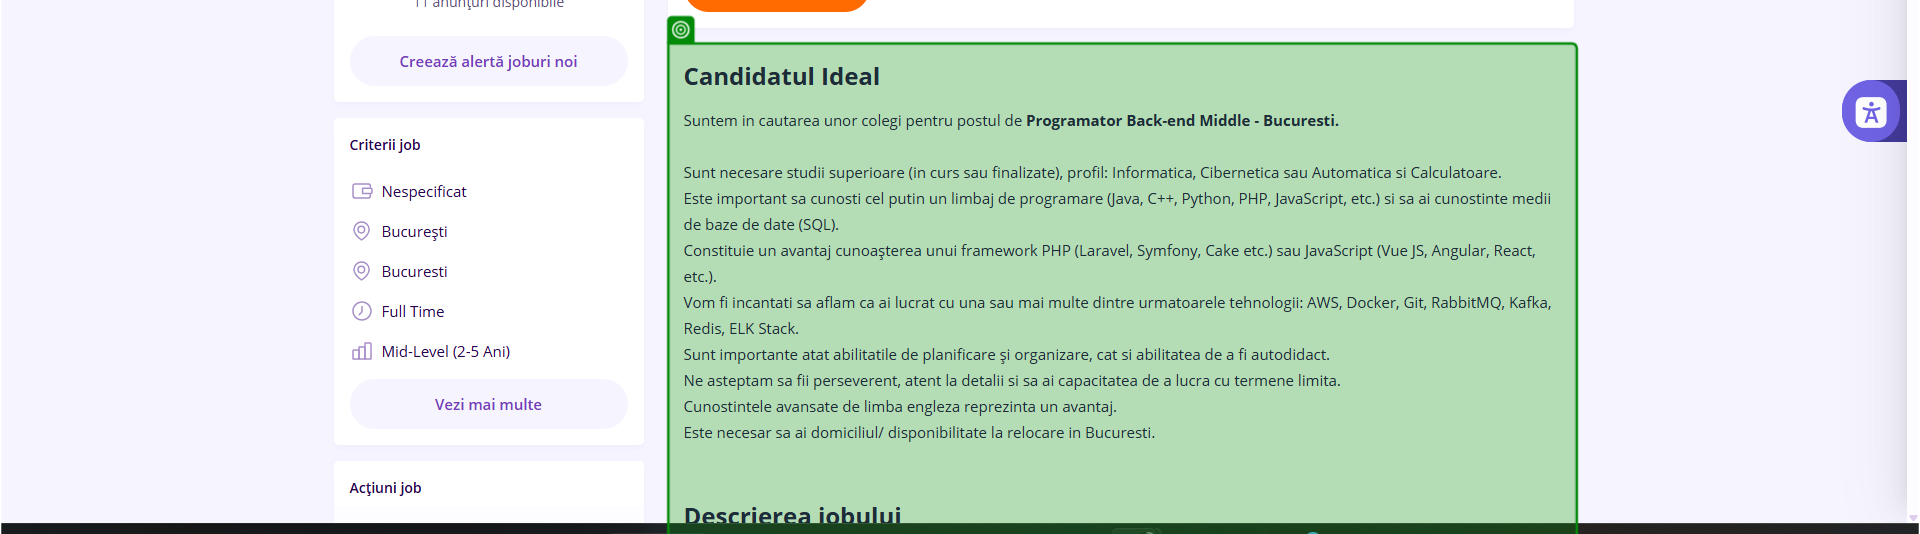 11 anunțuri disponibile
Creează alertă joburi noi
Criterii job
Nespecificat
București
Bucuresti
Full Time
Mid-Level (2-5 Ani)
Vezi mai multe
Acțiuni job
Candidatul Ideal
Suntem in cautarea unor colegi pentru postul de Programator Back-end Middle - Bucuresti.
Sunt necesare studii superioare (in curs sau finalizate), profil: Informatica, Cibernetica sau Automatica si Calculatoare.
Este important sa cunosti cel putin un limbaj de programare (Java, C++, Python, PHP, JavaScript, etc.) si sa ai cunostinte medii
de baze de date (SQL).
Constituie un avantaj cunoașterea unui framework PHP (Laravel, Symfony, Cake etc.) sau JavaScript (Vue JS, Angular, React,
etc.).
Vom fi incantati sa aflam ca ai lucrat cu una sau mai multe dintre urmatoarele tehnologii: AWS, Docker, Git, RabbitMQ, Kafka,
Redis, ELK Stack.
Sunt importante atat abilitatile de planificare și organizare, cat si abilitatea de a fi autodidact.
Ne asteptam sa fii perseverent, atent la detalii si sa ai capacitatea de a lucra cu termene limita.
Cunostintele avansate de limba engleza reprezinta un avantaj.
Este necesar sa ai domiciliul/ disponibilitate la relocare in Bucuresti.
Descrierea jobului